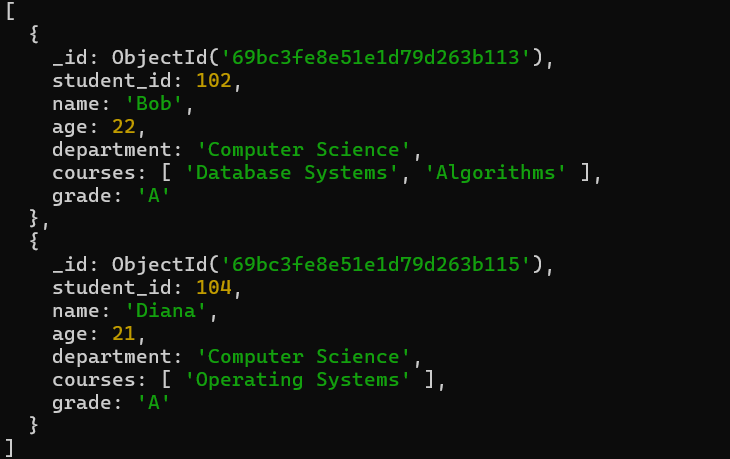 [
  {
    _id: ObjectId('69bc3fe8e51e1d79d263b113'),
    student_id: 102,
    name: 'Bob',
    age: 22,
    department: 'Computer Science',
    courses: [ 'Database Systems', 'Algorithms' ],
    grade: 'A'
  },
  {
    _id: ObjectId('69bc3fe8e51e1d79d263b115'),
    student_id: 104,
    name: 'Diana',
    age: 21,
    department: 'Computer Science',
    courses: [ 'Operating Systems' ],
    grade: 'A'
  }
]